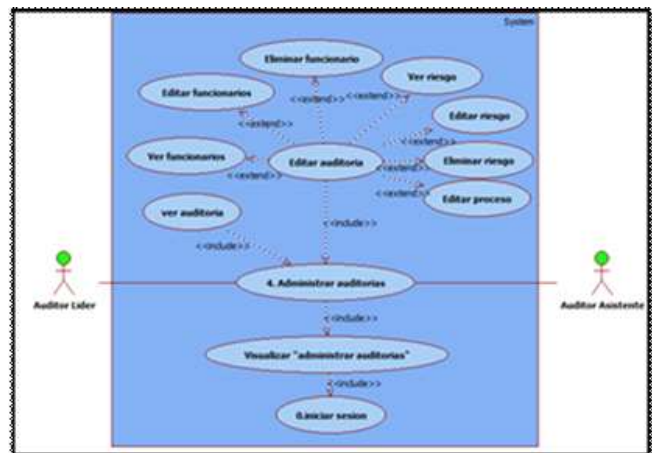 System
Eliminar funcionario
Ver riesgo
Editar funcionarios
<<extend>>
<<extend>>
Editar riesgo
<<extend>>
<<extend>>
Ver funcionarios
Editar auditoria
Eliminar riesgo
<<extend>>
<<extend>>
<<extend>>
Editar proceso
ver auditoria
<<include>>
<<include>>
4. Administrar auditorias
Auditor Lider
Auditor Asistente
<<include>>
Visualizar "administrar auditorias"
<<include>>
0.iniciar sesion